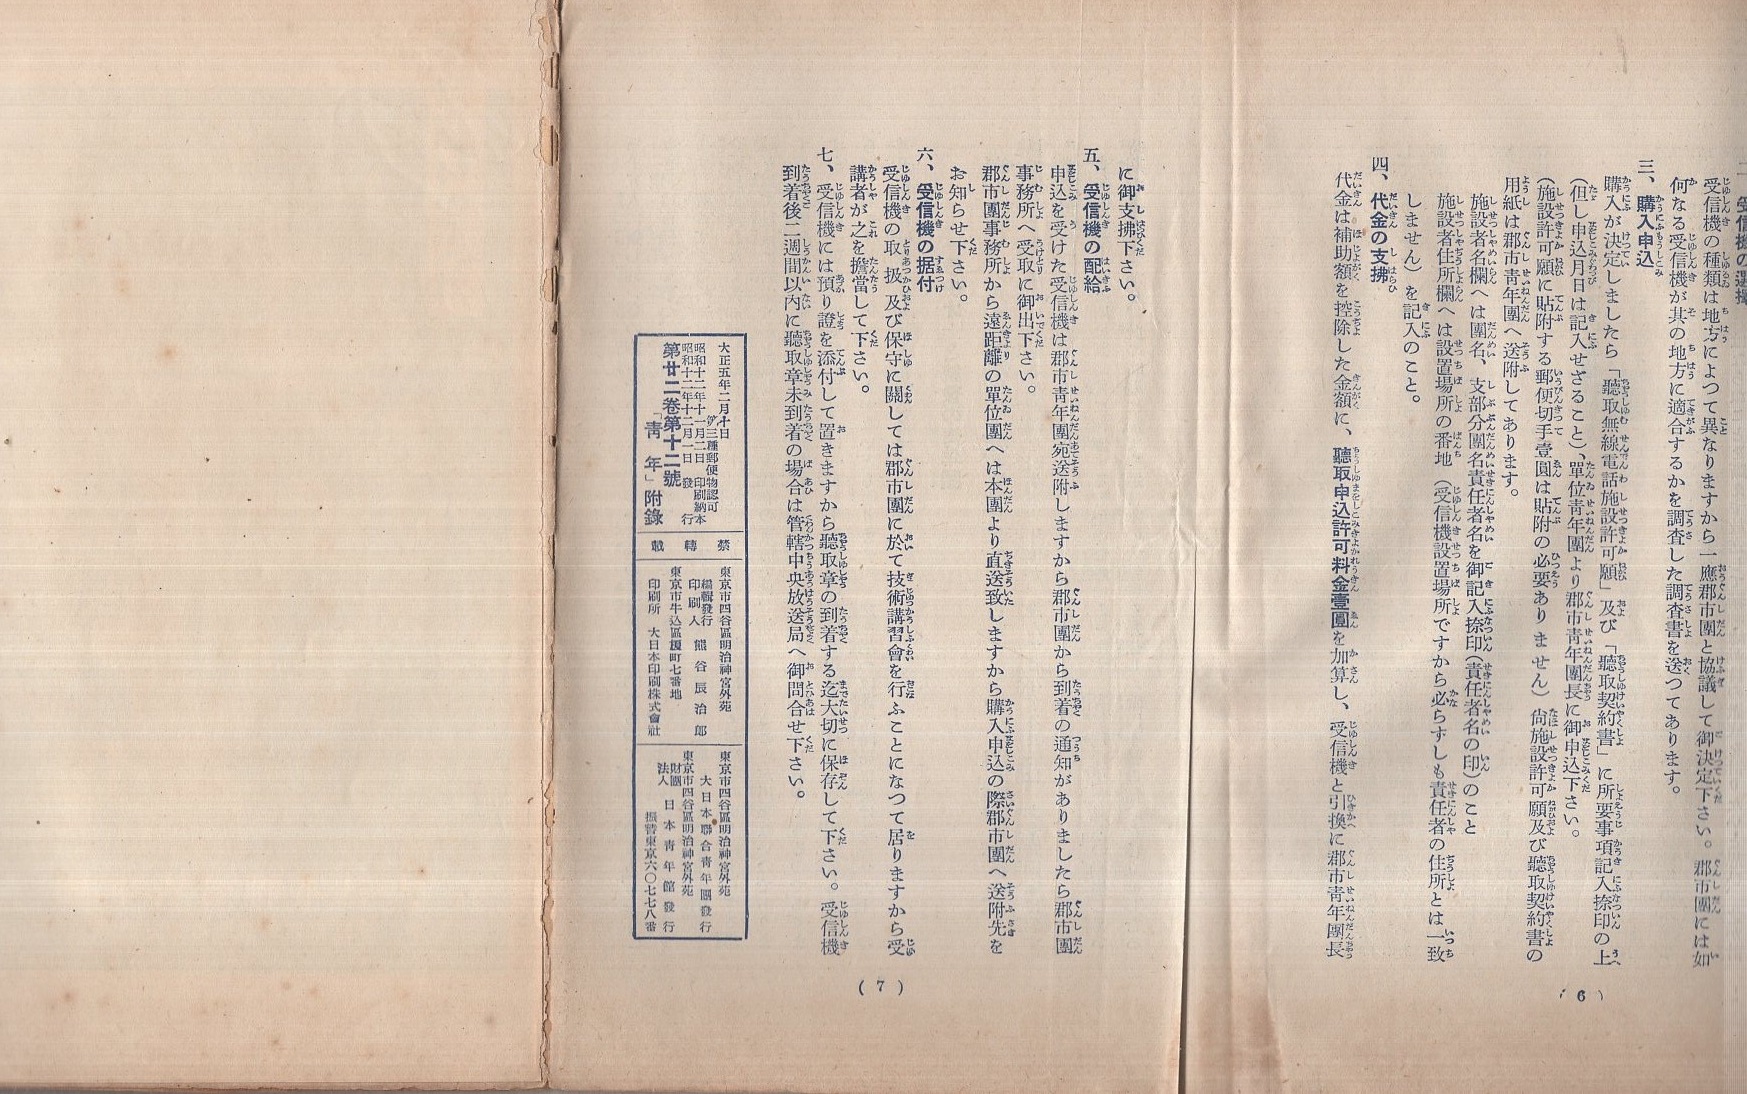 受信機の選擇
受信機の種類は地方によつて異なりますから一應郡市團と協議して御決定下さい。郡市團には如
何なる受信機が其の地方に適合するかを調査した調査書を送つてあります。
三、購入申込
購入が決定しましたら「聽取無線電話施設許可願」及び「聽取契約書」に所要事項記入捺印の上
(但し申込月日は記入せざること)、單位靑年團より郡市靑年團長に御申込下さい。
(施設許可願に貼附する郵便切手壹圓は貼附の必要ありません)尙施設許可願及び聽取契約書の
用紙は郡市靑年團へ送附してあります。
施設者名欄へは團名、支部分團名責任者名を御記入捺印(責任者名の印)のこと
施設者住所欄へは設置場所の番地(受信機設置場所ですから必らずしも責任者の住所とは一致
しません)を記入のこと。
四、代金の支拂
代金は補助額を控除した金額に、聽取申込許可料金壹圓を加算し、受信機と引換に郡市靑年團長
(6)
に御支拂下さい。
五、受信機の配給
申込を受けた受信機は郡市靑年團宛送附しますから郡市團から到着の通知がありましたら郡市團
事務所へ受取に御出下さい。
郡市團事務所から遠距離の單位團へは本團より直送致しますから購入申込の際郡市團へ送附先を
お知らせ下さい。
六、受信機の据付
受信機の取扱及び保守に關しては郡市團に於て技術講習會を行ふことになつて居りますから受
講者が之を擔當して下さい。
七、受信機には預り證を添付して置きますから聽取章の到着する迄大切に保存して下さい。受信機
到着後二週間以內に聽取章未到着の場合は管轄中央放送局へ御問合せ下さい。
大正五年二月十日 第三種郵便物認可
昭和十二年十一月二日 印刷納本
昭和十二年十二月一日 發行
第廿二卷第十二號
「靑年」附錄
禁轉載
東京市四谷區明治神宮外苑
編輯發行印刷人 熊谷辰治郎
東京市牛込區榎町七番地
印刷所 大日本印刷株式會社
東京市四谷區明治神宮外苑
大日本聯合靑年團發行
東京市四谷區明治神宮外苑
財團法人 日本靑年館發行
振替東京六〇七七八番
(7)